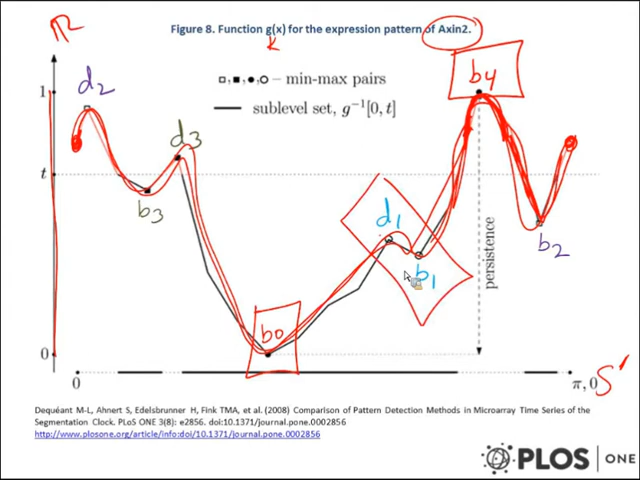 Figure 8. Function g(x) for the expression pattern of Axin2.
R
K
b4
d2
– min-max pairs
1
sublevel set, g⁻¹[0, t]
d3
t
b3
d1
b1
b2
persistence
b0
0
0
π, 0
S¹
Dequéant M-L, Ahnert S, Edelsbrunner H, Fink TMA, et al. (2008) Comparison of Pattern Detection Methods in Microarray Time Series of the
Segmentation Clock. PLoS ONE 3(8): e2856. doi:10.1371/journal.pone.0002856
http://www.plosone.org/article/info:doi/10.1371/journal.pone.0002856
PLOS | ONE